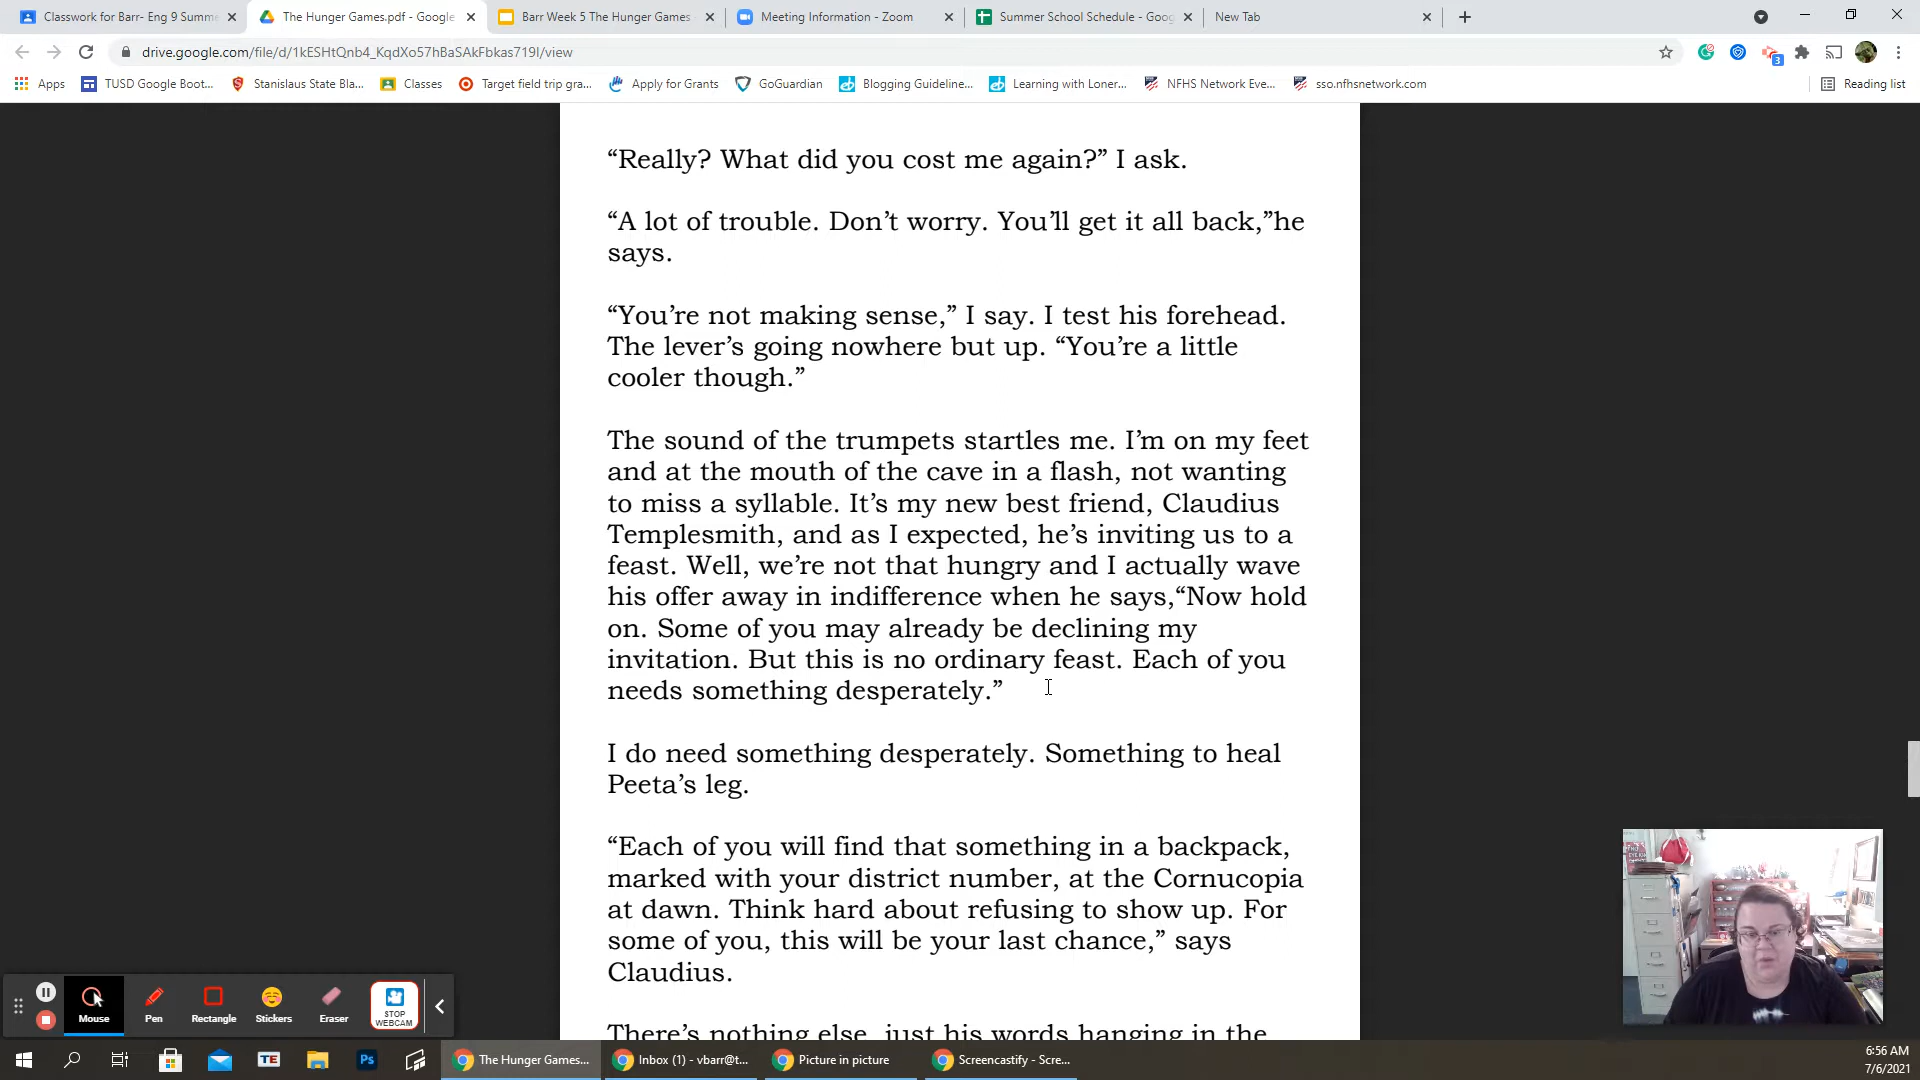 Classwork for Barr- Eng 9 Summe
The Hunger Games.pdf - Google
Barr Week 5 The Hunger Games
Meeting Information - Zoom
Summer School Schedule - Goog
New Tab
drive.google.com/file/d/1kESHtQnb4_KqdXo57hBaSAkFbkas719I/view
3
Apps
TUSD Google Boot...
Stanislaus State Bla...
Classes
Target field trip gra...
Apply for Grants
GoGuardian
Blogging Guideline...
Learning with Loner...
NFHS Network Eve...
sso.nfhsnetwork.com
Reading list
“Really? What did you cost me again?” I ask.
“A lot of trouble. Don’t worry. You’ll get it all back,”he
says.
“You’re not making sense,” I say. I test his forehead.
The lever’s going nowhere but up. “You’re a little
cooler though.”
The sound of the trumpets startles me. I’m on my feet
and at the mouth of the cave in a flash, not wanting
to miss a syllable. It’s my new best friend, Claudius
Templesmith, and as I expected, he’s inviting us to a
feast. Well, we’re not that hungry and I actually wave
his offer away in indifference when he says,“Now hold
on. Some of you may already be declining my
invitation. But this is no ordinary feast. Each of you
needs something desperately.”
I do need something desperately. Something to heal
Peeta’s leg.
“Each of you will find that something in a backpack,
marked with your district number, at the Cornucopia
at dawn. Think hard about refusing to show up. For
some of you, this will be your last chance,” says
Claudius.
There’s nothing else, just his words hanging in the
Mouse
Pen
Rectangle
Stickers
Eraser
STOP
WEBCAM
TE
Ps
The Hunger Games...
Inbox (1) - vbarr@t...
Picture in picture
Screencastify - Scre...
6:56 AM
7/6/2021